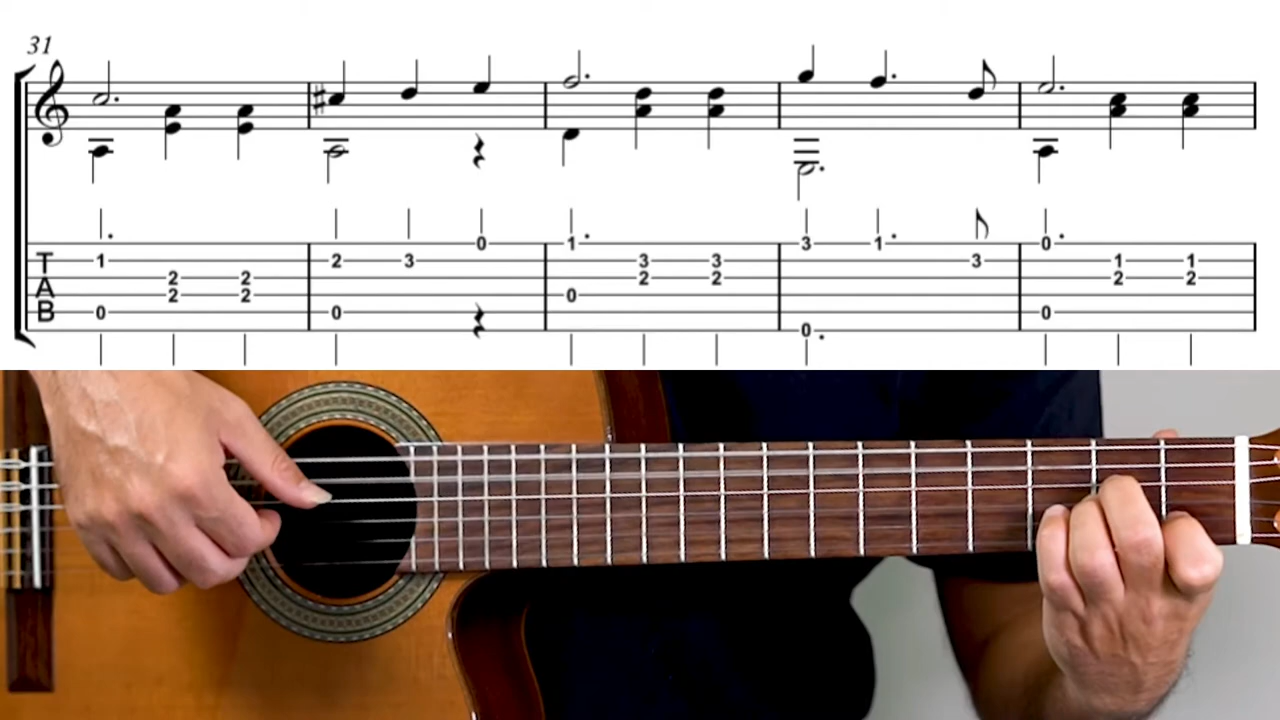 31
0 0
1 2 3 1 3 3 3 1 3 0 1 1
T 2 2 2 2 2 2
A 2 2 0
B 0 0 0
0